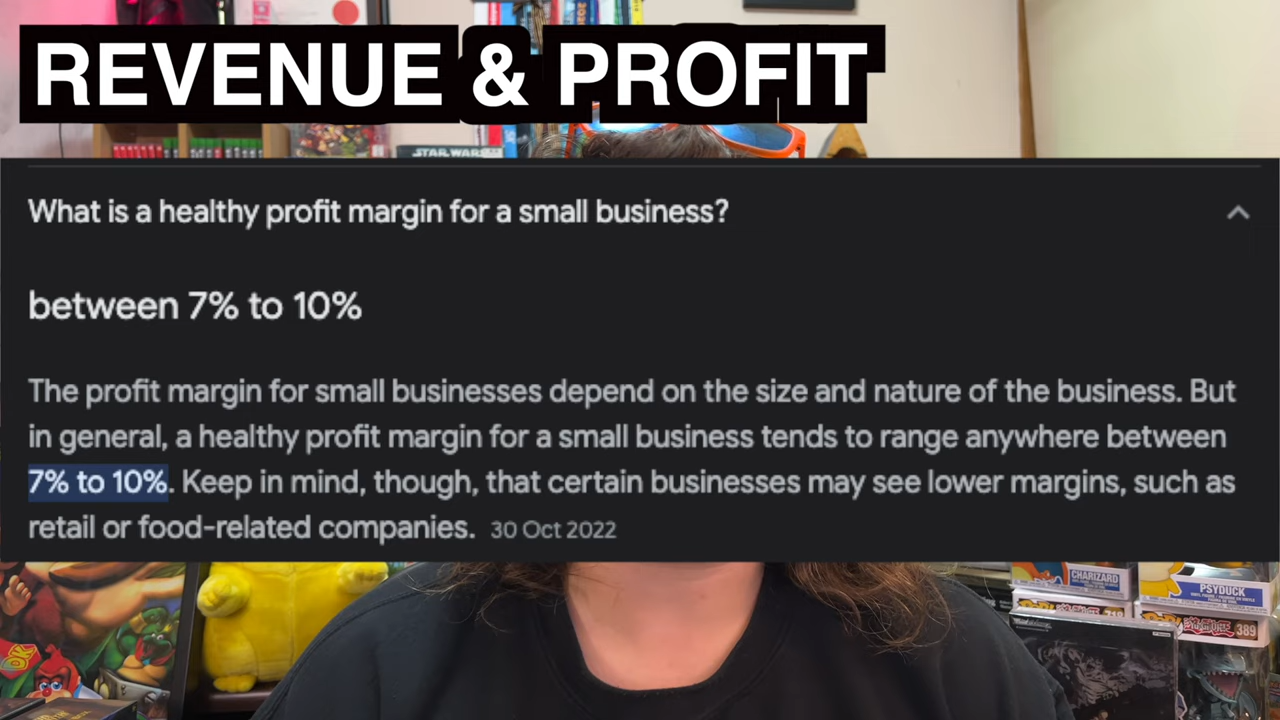 REVENUE & PROFIT
STAR WARS
What is a healthy profit margin for a small business?
between 7% to 10%
The profit margin for small businesses depend on the size and nature of the business. But
in general, a healthy profit margin for a small business tends to range anywhere between
7% to 10%. Keep in mind, though, that certain businesses may see lower margins, such as
retail or food-related companies. 30 Oct 2022
CHARIZARD
PSYDUCK
389
DK